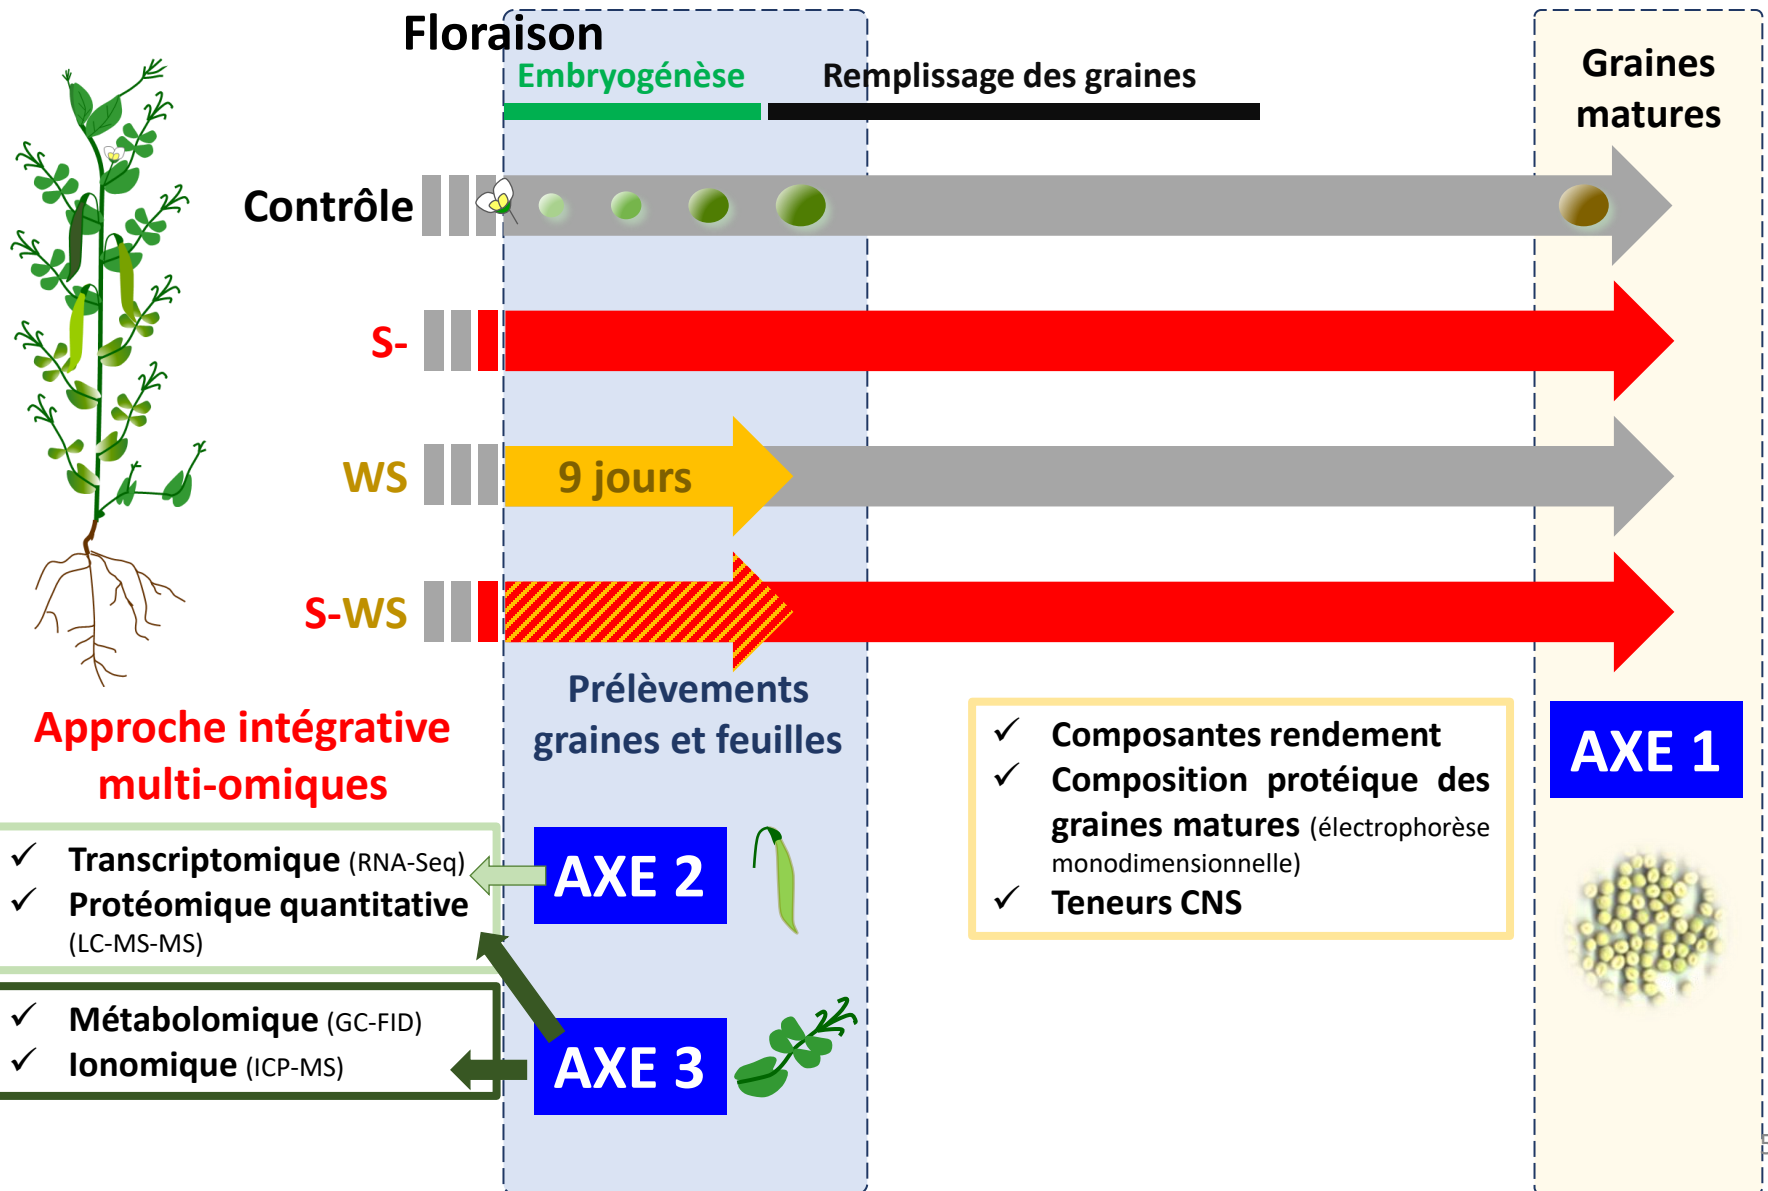 Floraison
Embryogénèse
Remplissage des graines
Graines
matures
Contrôle
S-
WS
9 jours
S-WS
Prélèvements
graines et feuilles
Approche intégrative
multi-omiques
✓ Transcriptomique (RNA-Seq)
✓ Protéomique quantitative
(LC-MS-MS)
✓ Métabolomique (GC-FID)
✓ Ionomique (ICP-MS)
AXE 2
AXE 3
✓ Composantes rendement
✓ Composition protéique des
graines matures (électrophorèse
monodimensionnelle)
✓ Teneurs CNS
AXE 1